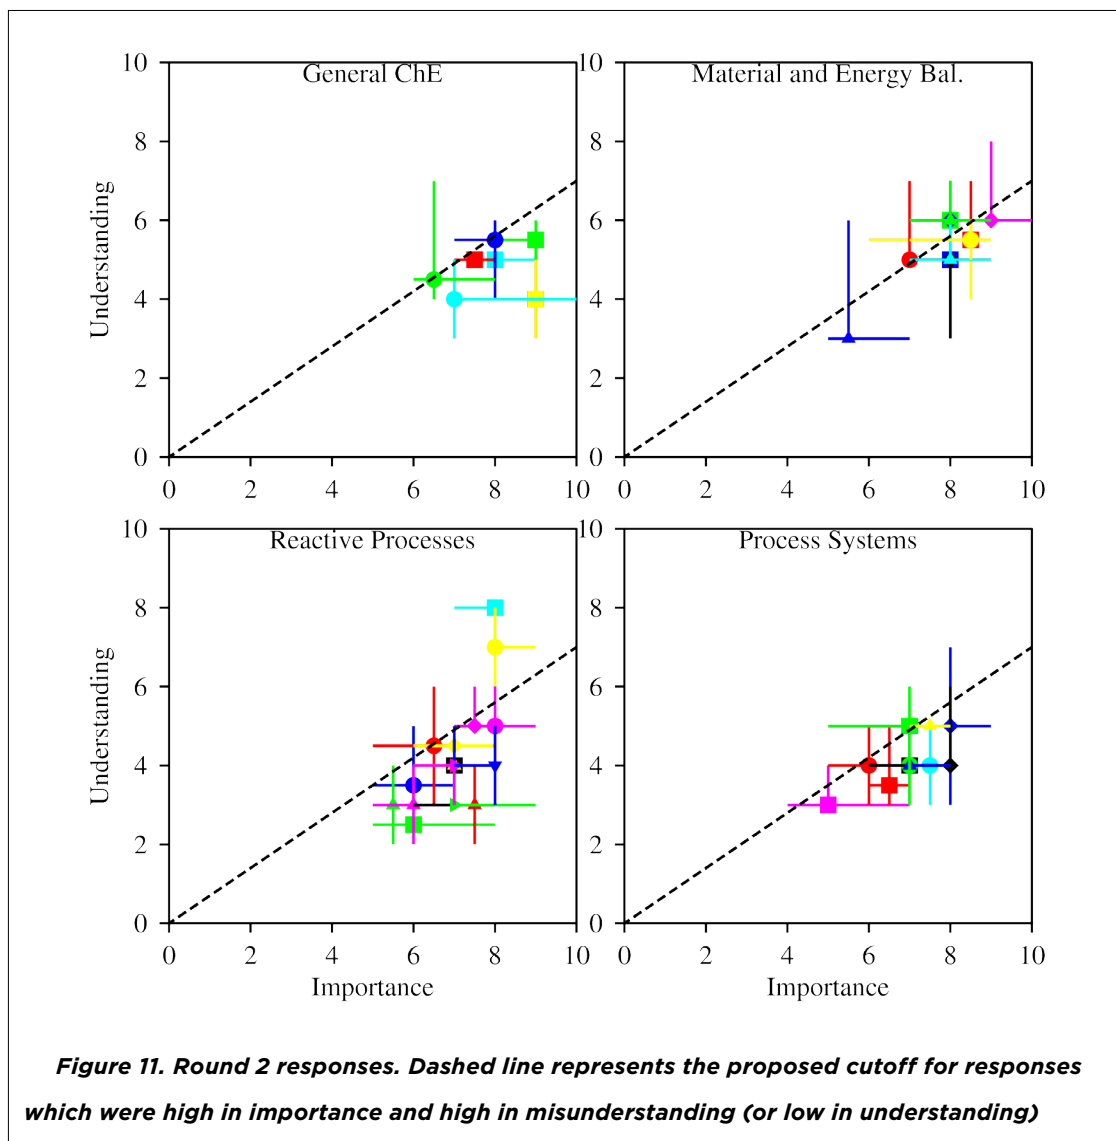 General ChE
10
8
6
4
2
0
0 2 4 6 8 10
Understanding
Material and Energy Bal.
10
8
6
4
2
0
0 2 4 6 8 10
Reactive Processes
10
8
6
4
2
0
0 2 4 6 8 10
Understanding
Importance
Process Systems
10
8
6
4
2
0
0 2 4 6 8 10
Importance
Figure 11. Round 2 responses. Dashed line represents the proposed cutoff for responses
which were high in importance and high in misunderstanding (or low in understanding)